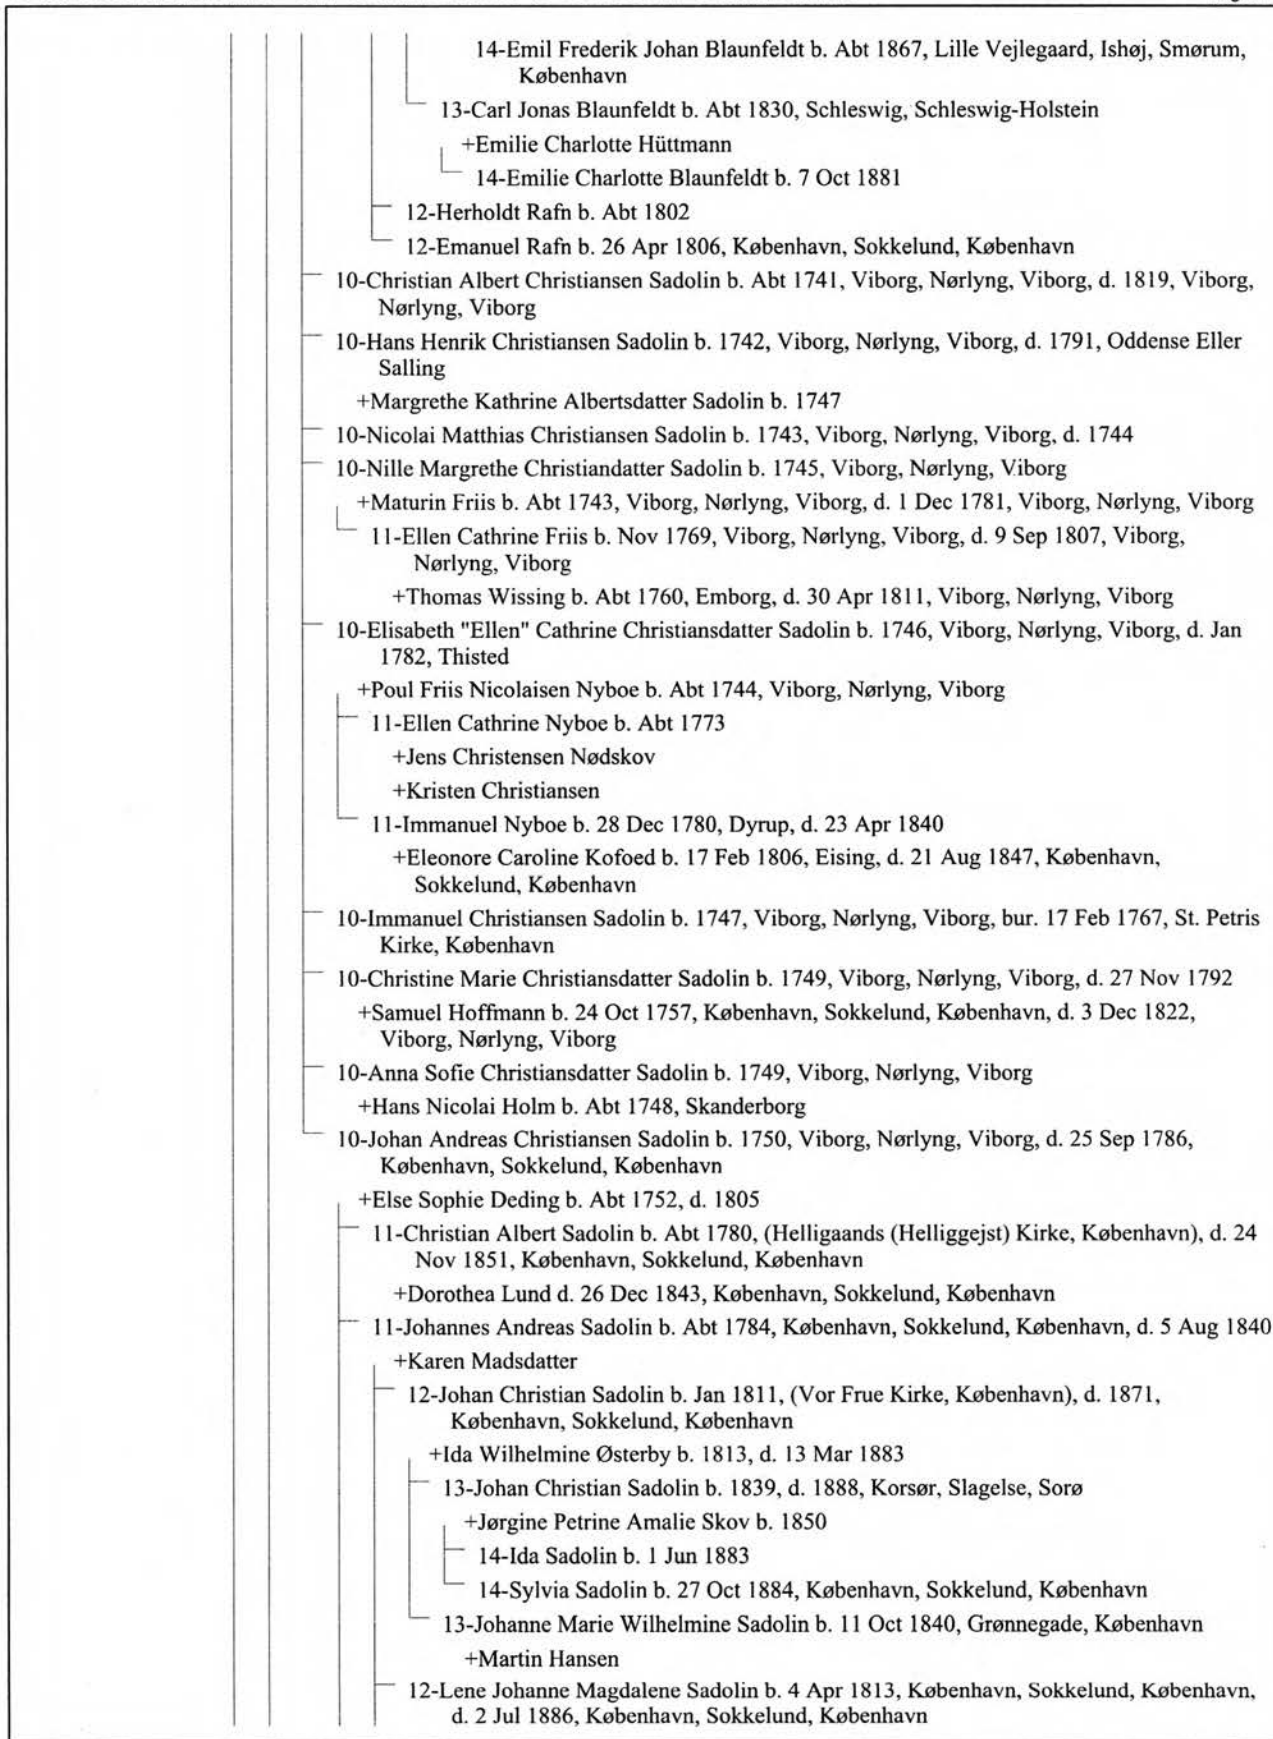 14-Emil Frederik Johan Blaunfeldt b. Abt 1867, Lille Vejlegaard, Ishøj, Smørum,
København
13-Carl Jonas Blaunfeldt b. Abt 1830, Schleswig, Schleswig-Holstein
+Emilie Charlotte Hüttmann
14-Emilie Charlotte Blaunfeldt b. 7 Oct 1881
12-Herholdt Rafn b. Abt 1802
12-Emanuel Rafn b. 26 Apr 1806, København, Sokkelund, København
10-Christian Albert Christiansen Sadolin b. Abt 1741, Viborg, Nørlyng, Viborg, d. 1819, Viborg,
Nørlyng, Viborg
10-Hans Henrik Christiansen Sadolin b. 1742, Viborg, Nørlyng, Viborg, d. 1791, Oddense Eller
Salling
+Margrethe Kathrine Albertsdatter Sadolin b. 1747
10-Nicolai Matthias Christiansen Sadolin b. 1743, Viborg, Nørlyng, Viborg, d. 1744
10-Nille Margrethe Christiandatter Sadolin b. 1745, Viborg, Nørlyng, Viborg
+Maturin Friis b. Abt 1743, Viborg, Nørlyng, Viborg, d. 1 Dec 1781, Viborg, Nørlyng, Viborg
11-Ellen Cathrine Friis b. Nov 1769, Viborg, Nørlyng, Viborg, d. 9 Sep 1807, Viborg,
Nørlyng, Viborg
+Thomas Wissing b. Abt 1760, Emborg, d. 30 Apr 1811, Viborg, Nørlyng, Viborg
10-Elisabeth "Ellen" Cathrine Christiansdatter Sadolin b. 1746, Viborg, Nørlyng, Viborg, d. Jan
1782, Thisted
+Poul Friis Nicolaisen Nyboe b. Abt 1744, Viborg, Nørlyng, Viborg
11-Ellen Cathrine Nyboe b. Abt 1773
+Jens Christensen Nødskov
+Kristen Christiansen
11-Immanuel Nyboe b. 28 Dec 1780, Dyrup, d. 23 Apr 1840
+Eleonore Caroline Kofoed b. 17 Feb 1806, Eising, d. 21 Aug 1847, København,
Sokkelund, København
10-Immanuel Christiansen Sadolin b. 1747, Viborg, Nørlyng, Viborg, bur. 17 Feb 1767, St. Petris
Kirke, København
10-Christine Marie Christiansdatter Sadolin b. 1749, Viborg, Nørlyng, Viborg, d. 27 Nov 1792
+Samuel Hoffmann b. 24 Oct 1757, København, Sokkelund, København, d. 3 Dec 1822,
Viborg, Nørlyng, Viborg
10-Anna Sofie Christiansdatter Sadolin b. 1749, Viborg, Nørlyng, Viborg
+Hans Nicolai Holm b. Abt 1748, Skanderborg
10-Johan Andreas Christiansen Sadolin b. 1750, Viborg, Nørlyng, Viborg, d. 25 Sep 1786,
København, Sokkelund, København
+Else Sophie Deding b. Abt 1752, d. 1805
11-Christian Albert Sadolin b. Abt 1780, (Helligaands (Helliggejst) Kirke, København), d. 24
Nov 1851, København, Sokkelund, København
+Dorothea Lund d. 26 Dec 1843, København, Sokkelund, København
11-Johannes Andreas Sadolin b. Abt 1784, København, Sokkelund, København, d. 5 Aug 1840
+Karen Madsdatter
12-Johan Christian Sadolin b. Jan 1811, (Vor Frue Kirke, København), d. 1871,
København, Sokkelund, København
+Ida Wilhelmine Østerby b. 1813, d. 13 Mar 1883
13-Johan Christian Sadolin b. 1839, d. 1888, Korsør, Slagelse, Sorø
+Jørgine Petrine Amalie Skov b. 1850
14-Ida Sadolin b. 1 Jun 1883
14-Sylvia Sadolin b. 27 Oct 1884, København, Sokkelund, København
13-Johanne Marie Wilhelmine Sadolin b. 11 Oct 1840, Grønnegade, København
+Martin Hansen
12-Lene Johanne Magdalene Sadolin b. 4 Apr 1813, København, Sokkelund, København,
d. 2 Jul 1886, København, Sokkelund, København